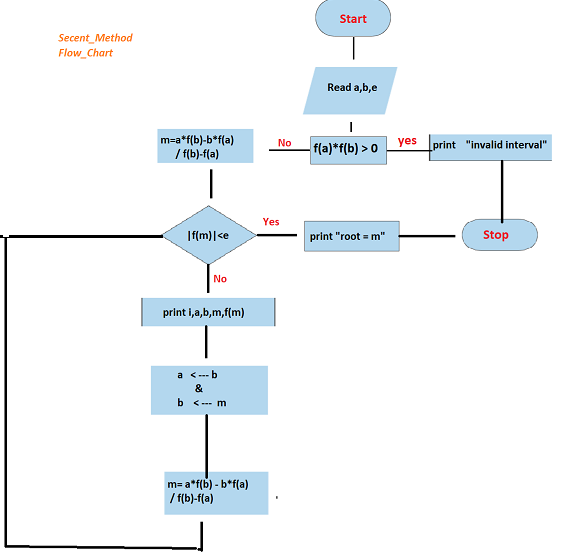 Secent_Method
Flow_Chart
Start
Read a,b,e
f(a)*f(b) > 0
yes
print "invalid interval"
No
m=a*f(b)-b*f(a)
/ f(b)-f(a)
|f(m)|<e
Yes
print "root = m"
Stop
No
print i,a,b,m,f(m)
a < --- b
&
b < --- m
m= a*f(b) - b*f(a)
/ f(b)-f(a)